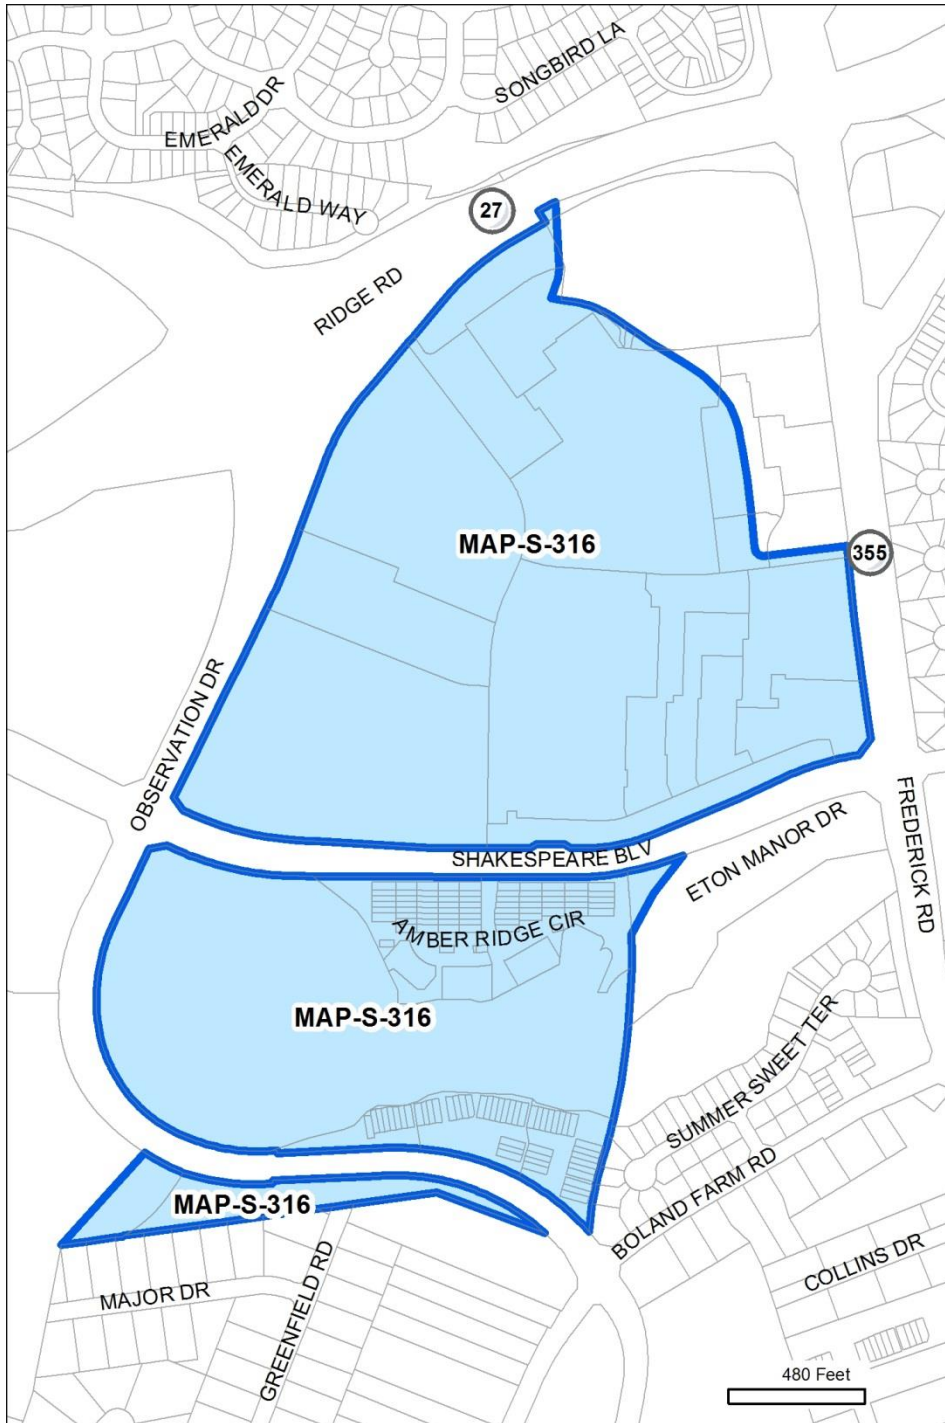 SONGBIRD LA
EMERALD DR
EMERALD WAY
27
RIDGE RD
MAP-S-316
355
OBSERVATION DR
FREDERICK RD
SHAKESPEARE BLV
ETON MANOR DR
AMBER RIDGE CIR
MAP-S-316
SUMMER SWEET TER
BOLAND FARM RD
MAP-S-316
COLLINS DR
MAJOR DR
GREENFIELD RD
480 Feet